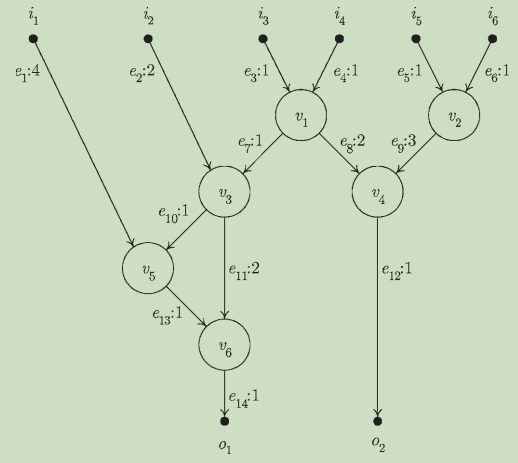 i1 i2 i3 i4 i5 i6
e1:4 e2:2 e3:1 e4:1 e5:1 e6:1
v1 v2
e7:1 e8:2 e9:3
v3 v4
e10:1
v5 e11:2 e12:1
e13:1
v6
e14:1
o1 o2